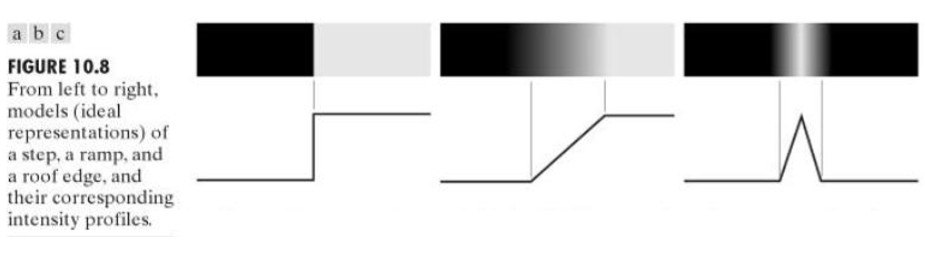 a b c
FIGURE 10.8
From left to right,
models (ideal
representations) of
a step, a ramp, and
a roof edge, and
their corresponding
intensity profiles.